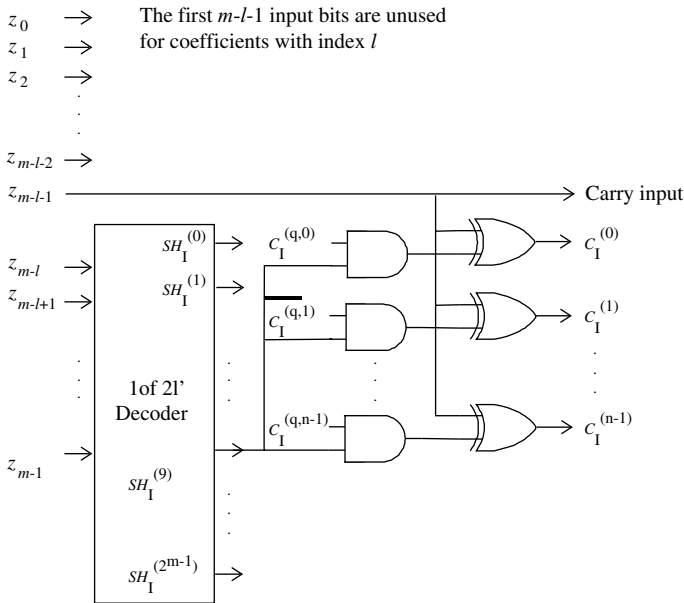 z0 The first m-l-1 input bits are unused
z1 for coefficients with index l
z2
zm-l-2
zm-l-1 Carry input
SHI(0) CI(q,0) CI(0)
zm-l
SHI(1)
zm-l+1
CI(q,1) CI(1)
1of 2l’
Decoder
CI(q,n-1) CI(n-1)
zm-1
SHI(9)
SHI(2m-1)